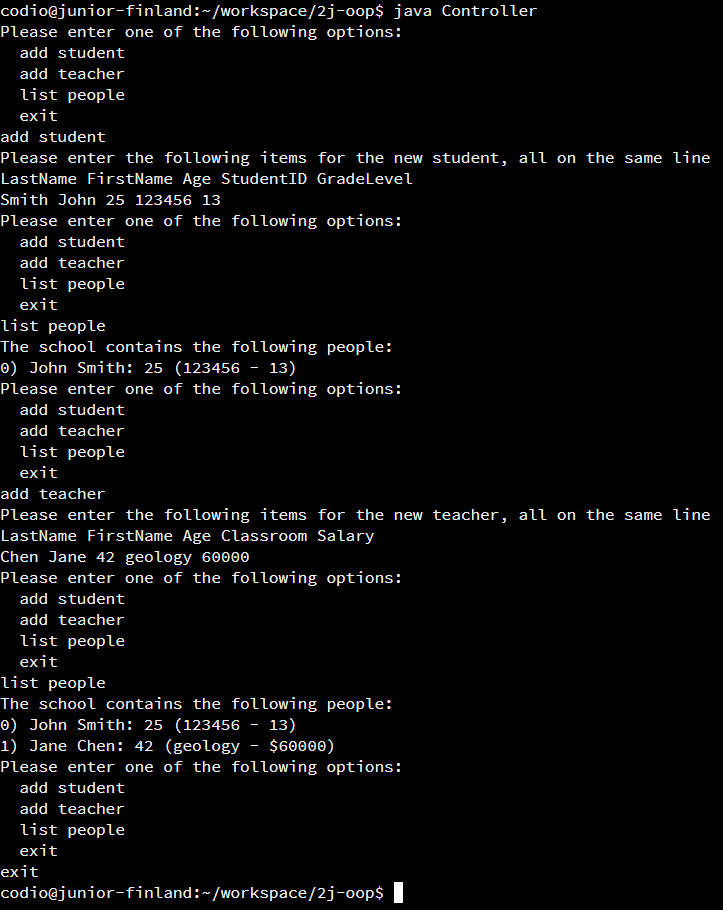 codio@junior-finland:~/workspace/2j-oop$ java Controller
Please enter one of the following options:
  add student
  add teacher
  list people
  exit
add student
Please enter the following items for the new student, all on the same line
LastName FirstName Age StudentID GradeLevel
Smith John 25 123456 13
Please enter one of the following options:
  add student
  add teacher
  list people
  exit
list people
The school contains the following people:
0) John Smith: 25 (123456 - 13)
Please enter one of the following options:
  add student
  add teacher
  list people
  exit
add teacher
Please enter the following items for the new teacher, all on the same line
LastName FirstName Age Classroom Salary
Chen Jane 42 geology 60000
Please enter one of the following options:
  add student
  add teacher
  list people
  exit
list people
The school contains the following people:
0) John Smith: 25 (123456 - 13)
1) Jane Chen: 42 (geology - $60000)
Please enter one of the following options:
  add student
  add teacher
  list people
  exit
exit
codio@junior-finland:~/workspace/2j-oop$